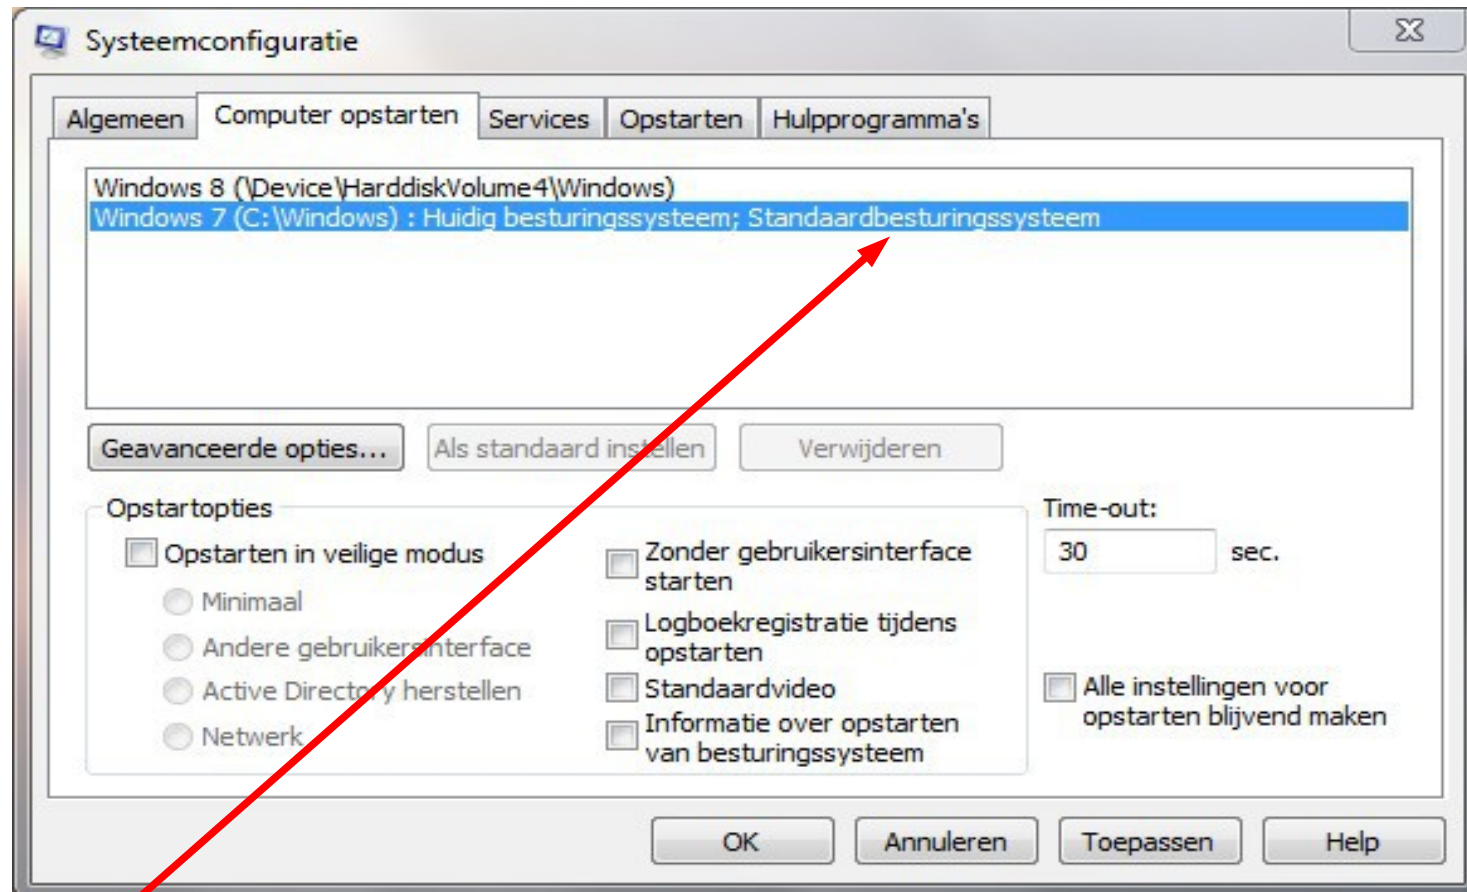 Systeemconfiguratie
Algemeen Computer opstarten Services Opstarten Hulpprogramma's
Windows 8 (\Device\HarddiskVolume4\Windows)
Windows 7 (C:\Windows) : Huidig besturingssysteem; Standaardbesturingssysteem
Geavanceerde opties... Als standaard instellen Verwijderen
Opstartopties
Opstarten in veilige modus
Minimaal
Andere gebruikersinterface
Active Directory herstellen
Netwerk
Zonder gebruikersinterface
starten
Logboekregistratie tijdens
opstarten
Standaardvideo
Informatie over opstarten
van besturingssysteem
Time-out:
30 sec.
Alle instellingen voor
opstarten blijvend maken
OK Annuleren Toepassen Help